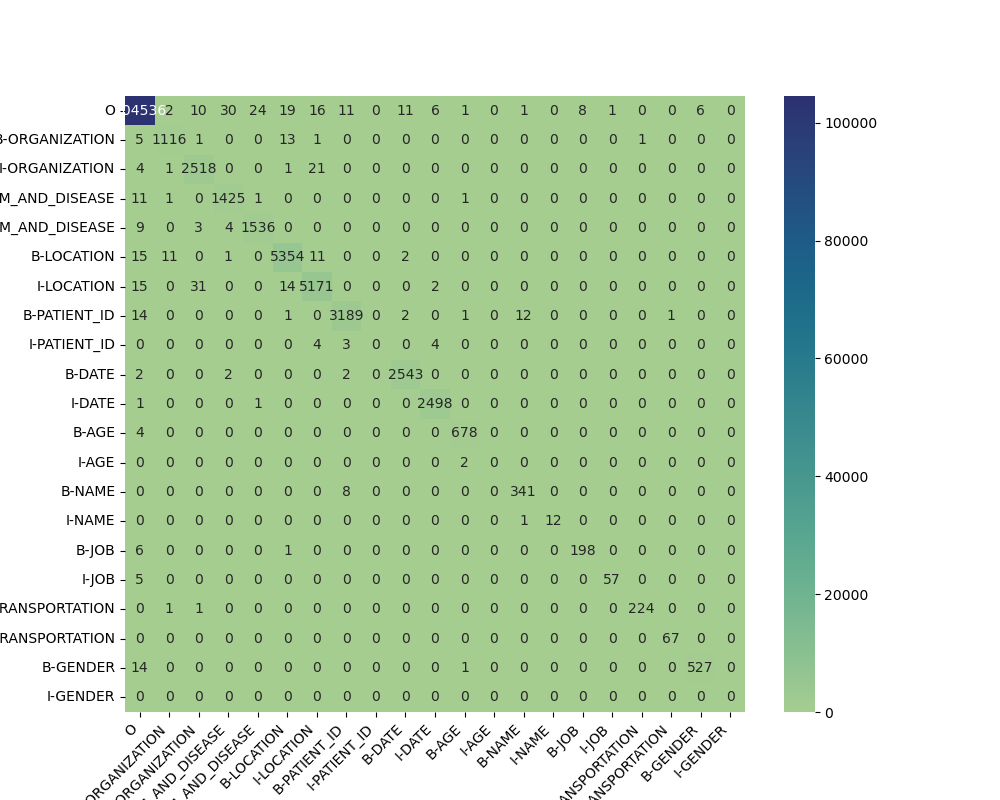 O 04536 2 10 30 24 19 16 11 0 11 6 1 0 1 0 8 1 0 0 6 0
B-ORGANIZATION 5 1116 1 0 0 13 1 0 0 0 0 0 0 0 0 0 0 1 0 0 0
I-ORGANIZATION 4 1 2518 0 0 1 21 0 0 0 0 0 0 0 0 0 0 0 0 0 0
M_AND_DISEASE 11 1 0 1425 1 0 0 0 0 0 0 1 0 0 0 0 0 0 0 0 0
M_AND_DISEASE 9 0 3 4 1536 0 0 0 0 0 0 0 0 0 0 0 0 0 0 0 0
B-LOCATION 15 11 0 1 0 5354 11 0 0 2 0 0 0 0 0 0 0 0 0 0 0
I-LOCATION 15 0 31 0 0 14 5171 0 0 0 2 0 0 0 0 0 0 0 0 0 0
B-PATIENT_ID 14 0 0 0 0 1 0 3189 0 2 0 1 0 12 0 0 0 0 1 0 0
I-PATIENT_ID 0 0 0 0 0 0 4 3 0 0 4 0 0 0 0 0 0 0 0 0 0
B-DATE 2 0 0 2 0 0 0 2 0 2543 0 0 0 0 0 0 0 0 0 0 0
I-DATE 1 0 0 0 1 0 0 0 0 0 2498 0 0 0 0 0 0 0 0 0 0
B-AGE 4 0 0 0 0 0 0 0 0 0 0 678 0 0 0 0 0 0 0 0 0
I-AGE 0 0 0 0 0 0 0 0 0 0 0 2 0 0 0 0 0 0 0 0 0
B-NAME 0 0 0 0 0 0 0 8 0 0 0 0 0 341 0 0 0 0 0 0 0
I-NAME 0 0 0 0 0 0 0 0 0 0 0 0 0 1 12 0 0 0 0 0 0
B-JOB 6 0 0 0 0 1 0 0 0 0 0 0 0 0 0 198 0 0 0 0 0
I-JOB 5 0 0 0 0 0 0 0 0 0 0 0 0 0 0 0 57 0 0 0 0
RANSPORTATION 0 1 1 0 0 0 0 0 0 0 0 0 0 0 0 0 0 224 0 0 0
RANSPORTATION 0 0 0 0 0 0 0 0 0 0 0 0 0 0 0 0 0 0 67 0 0
B-GENDER 14 0 0 0 0 0 0 0 0 0 0 1 0 0 0 0 0 0 0 527 0
I-GENDER 0 0 0 0 0 0 0 0 0 0 0 0 0 0 0 0 0 0 0 0 0
O
ORGANIZATION
ORGANIZATION
_AND_DISEASE
_AND_DISEASE
B-LOCATION
I-LOCATION
B-PATIENT_ID
I-PATIENT_ID
B-DATE
I-DATE
B-AGE
I-AGE
B-NAME
I-NAME
B-JOB
I-JOB
ANSPORTATION
ANSPORTATION
B-GENDER
I-GENDER
100000
80000
60000
40000
20000
0